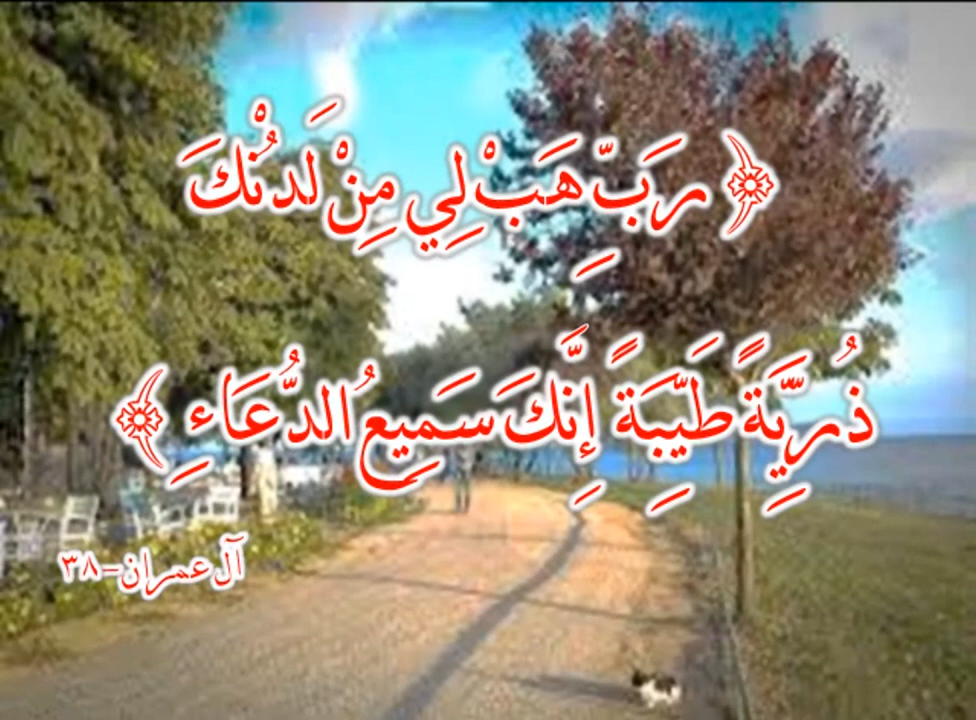 ﴿ رَبِّ هَبْ لِي مِنْ لَدُنْكَ
ذُرِّيَّةً طَيِّبَةً إِنَّكَ سَمِيعُ الدُّعَاءِ ﴾
آل عمران-٣٨